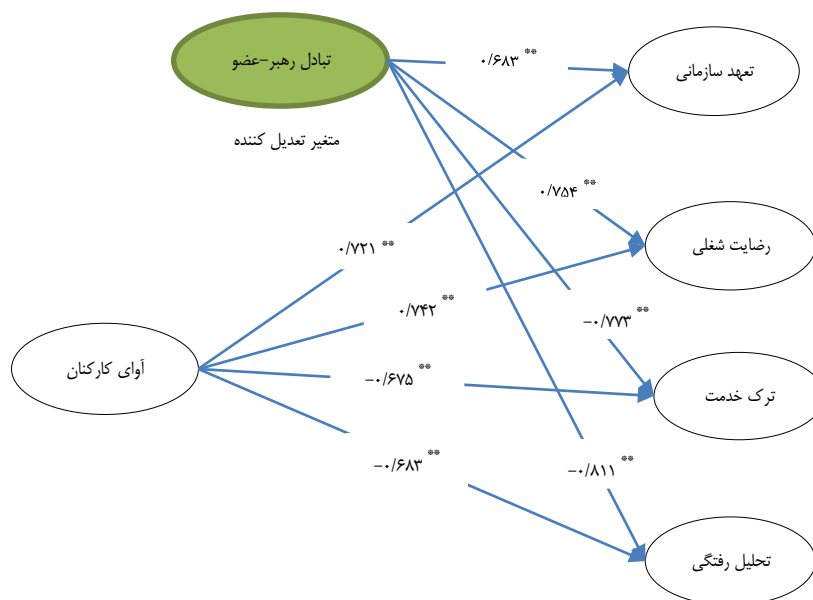 تبادل رهبر-عضو
۰/۶۸۳ **
تعهد سازمانی
متغیر تعدیل کننده
۰/۷۵۴ **
رضایت شغلی
۰/۷۲۱ **
۰/۷۴۲ **
-۰/۷۷۳ **
آوای کارکنان
-۰/۶۷۵ **
ترک خدمت
-۰/۶۸۳ **
-۰/۸۱۱ **
تحلیل رفتگی